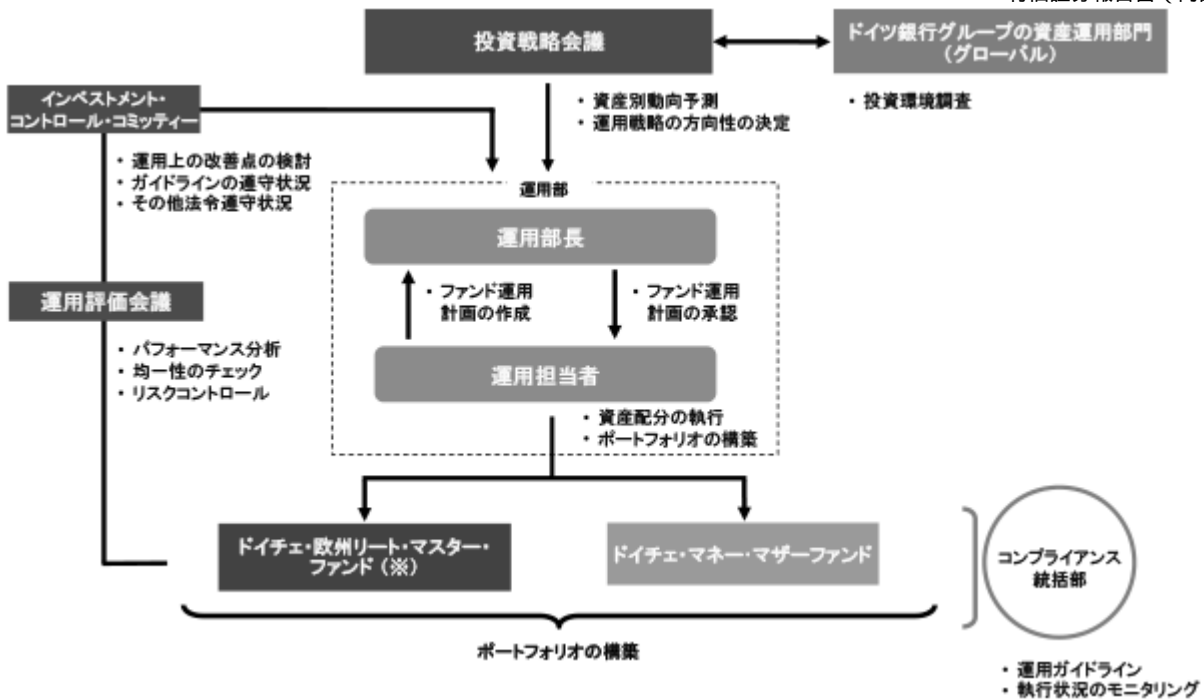 投資戦略会議
ドイツ銀行グループの資産運用部門
(グローバル)
インベストメント・
コントロール・コミッティー
・ 資産別動向予測
・ 運用戦略の方向性の決定
・ 投資環境調査
・ 運用上の改善点の検討
・ ガイドラインの遵守状況
・ その他法令遵守状況
運用部
運用部長
・ ファンド運用
計画の作成
・ ファンド運用
計画の承認
運用評価会議
・ パフォーマンス分析
・ 均一性のチェック
・ リスクコントロール
運用担当者
・ 資産配分の執行
・ ポートフォリオの構築
ドイチェ・欧州リート・マスター・
ファンド (※)
ドイチェ・マネー・マザーファンド
コンプライアンス
統括部
ポートフォリオの構築
・ 運用ガイドライン
・ 執行状況のモニタリング